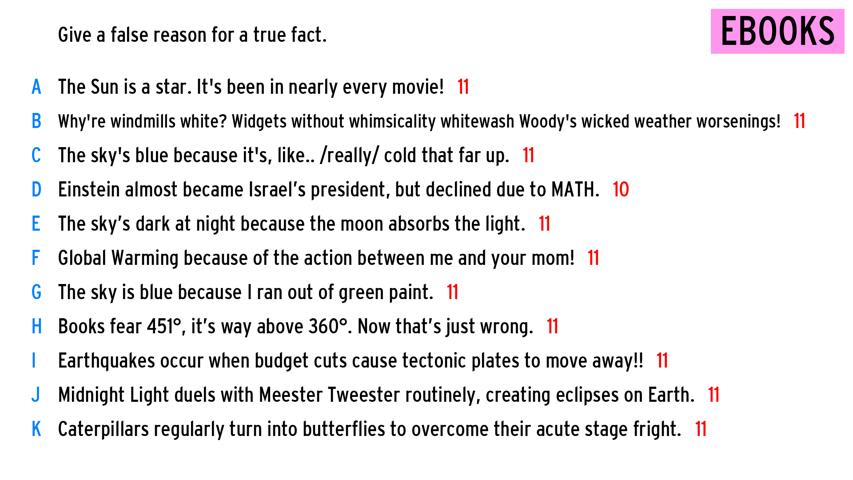 Give a false reason for a true fact.
EBOOKS
A The Sun is a star. It's been in nearly every movie! 11
B Why're windmills white? Widgets without whimsicality whitewash Woody's wicked weather worsenings! 11
C The sky's blue because it's, like.. /really/ cold that far up. 11
D Einstein almost became Israel’s president, but declined due to MATH. 10
E The sky’s dark at night because the moon absorbs the light. 11
F Global Warming because of the action between me and your mom! 11
G The sky is blue because I ran out of green paint. 11
H Books fear 451°, it’s way above 360°. Now that’s just wrong. 11
I Earthquakes occur when budget cuts cause tectonic plates to move away!! 11
J Midnight Light duels with Meester Tweester routinely, creating eclipses on Earth. 11
K Caterpillars regularly turn into butterflies to overcome their acute stage fright. 11